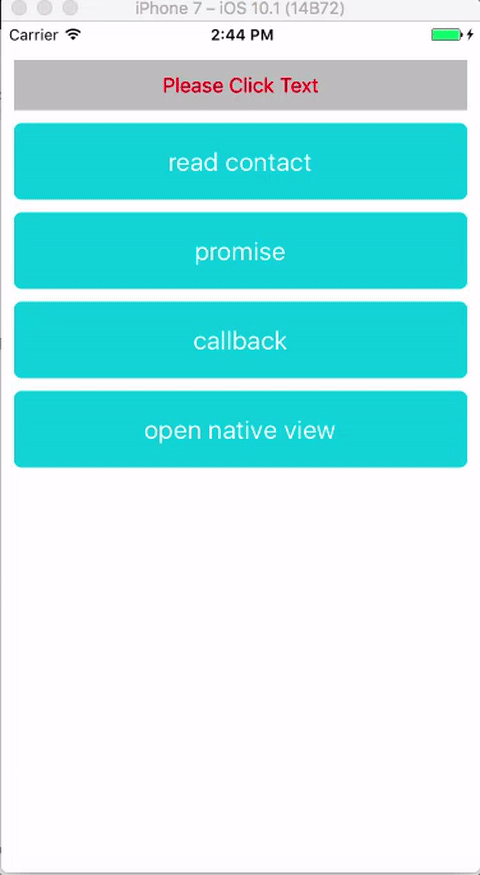 iPhone 7 – iOS 10.1 (14B72)
Carrier 2:44 PM
Please Click Text
read contact
promise
callback
open native view